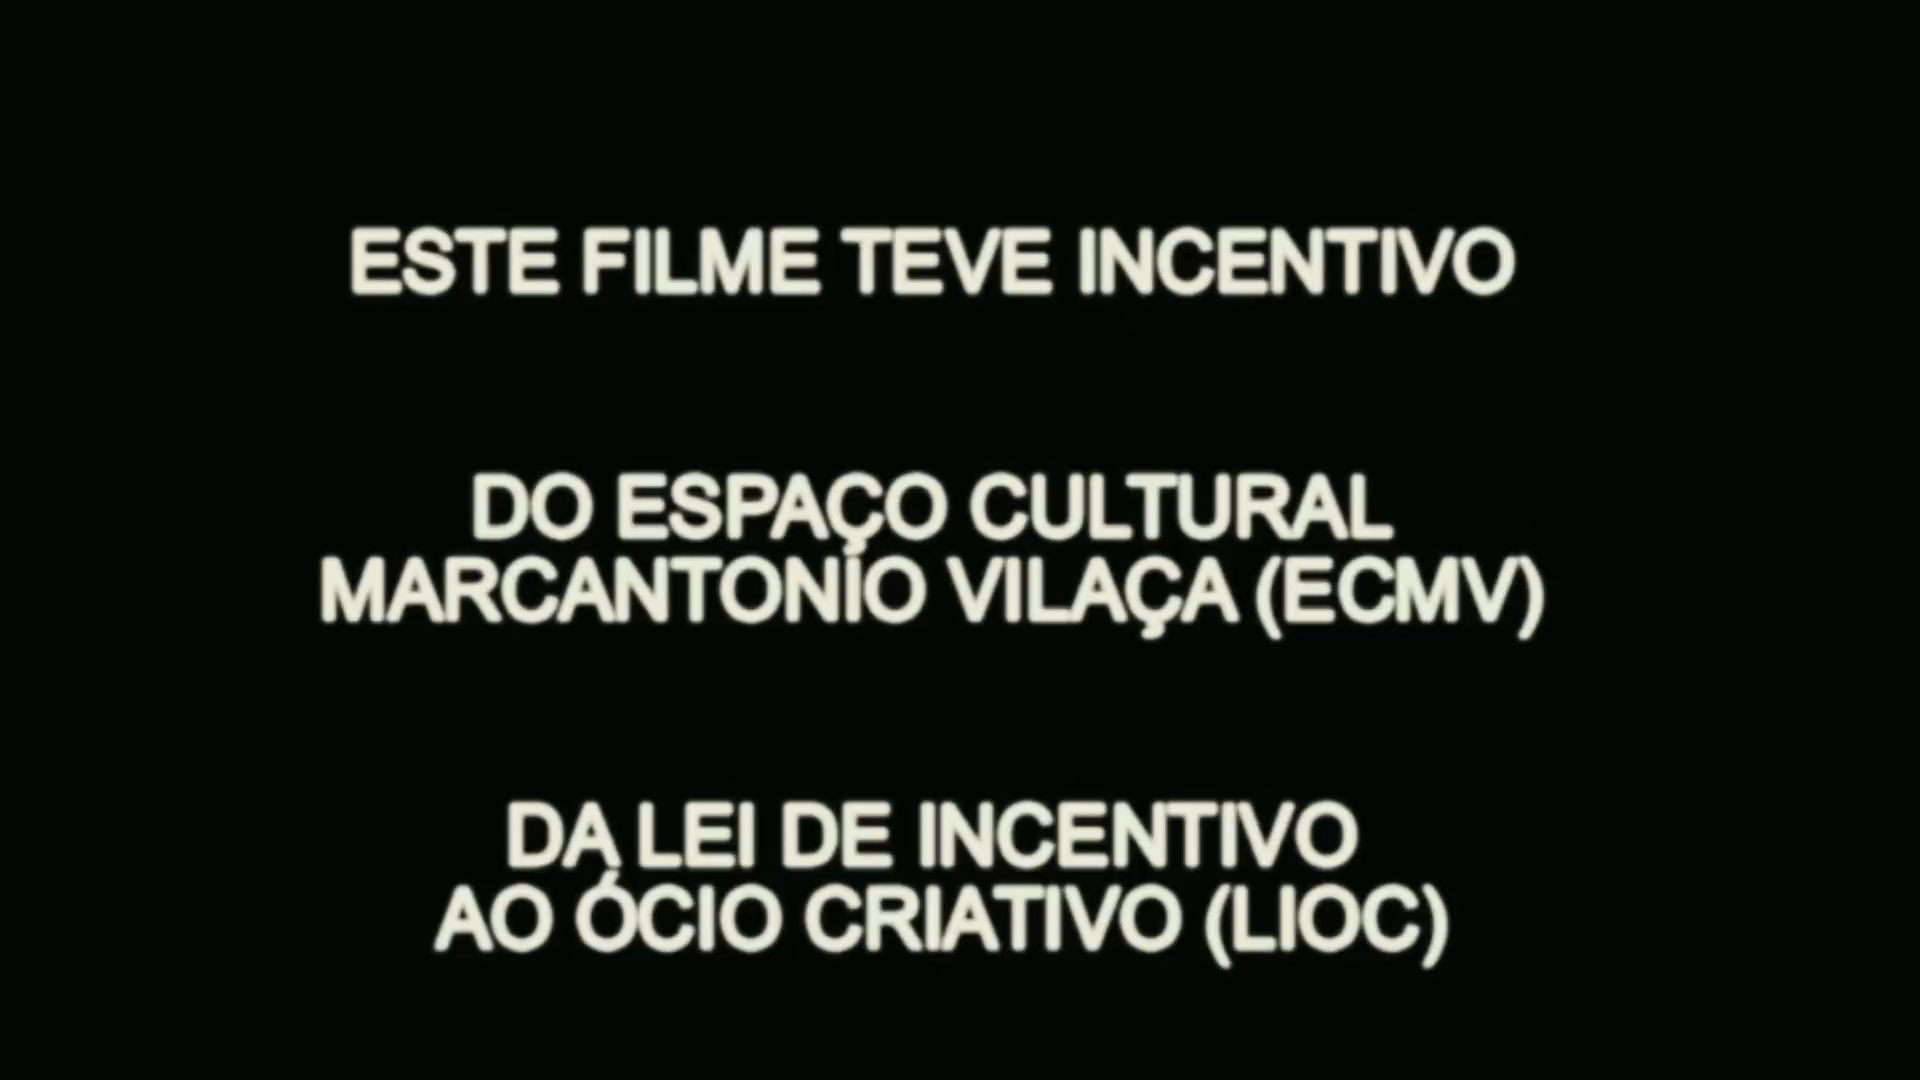 ESTE FILME TEVE INCENTIVO
DO ESPAÇO CULTURAL
MARCANTONIO VILAÇA (ECMV)
DA LEI DE INCENTIVO
AO ÓCIO CRIATIVO (LIOC)